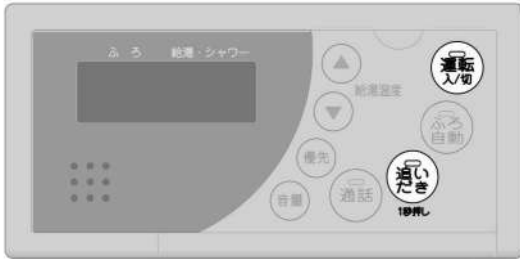 ふろ 給湯・シャワー
運転
入/切
給湯温度
ふろ
自動
優先
追い
だき
音量
通話
1秒押し